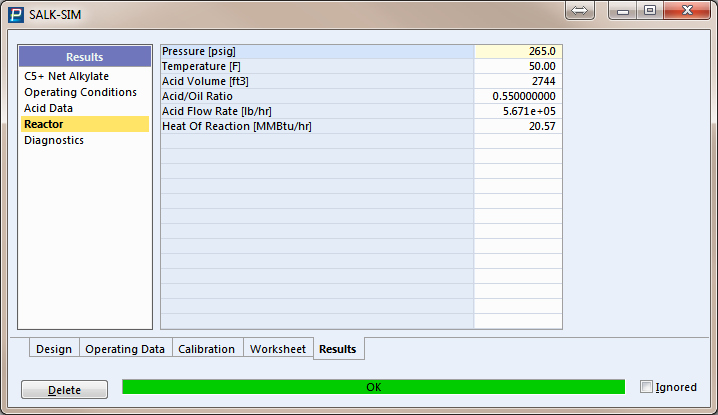 SALK-SIM
Results
C5+ Net Alkylate
Operating Conditions
Acid Data
Reactor
Diagnostics
Pressure [psig] 265.0
Temperature [F] 50.00
Acid Volume [ft3] 2744
Acid/Oil Ratio 0.550000000
Acid Flow Rate [lb/hr] 5.671e+05
Heat Of Reaction [MMBtu/hr] 20.57
Design Operating Data Calibration Worksheet Results
Delete OK Ignored